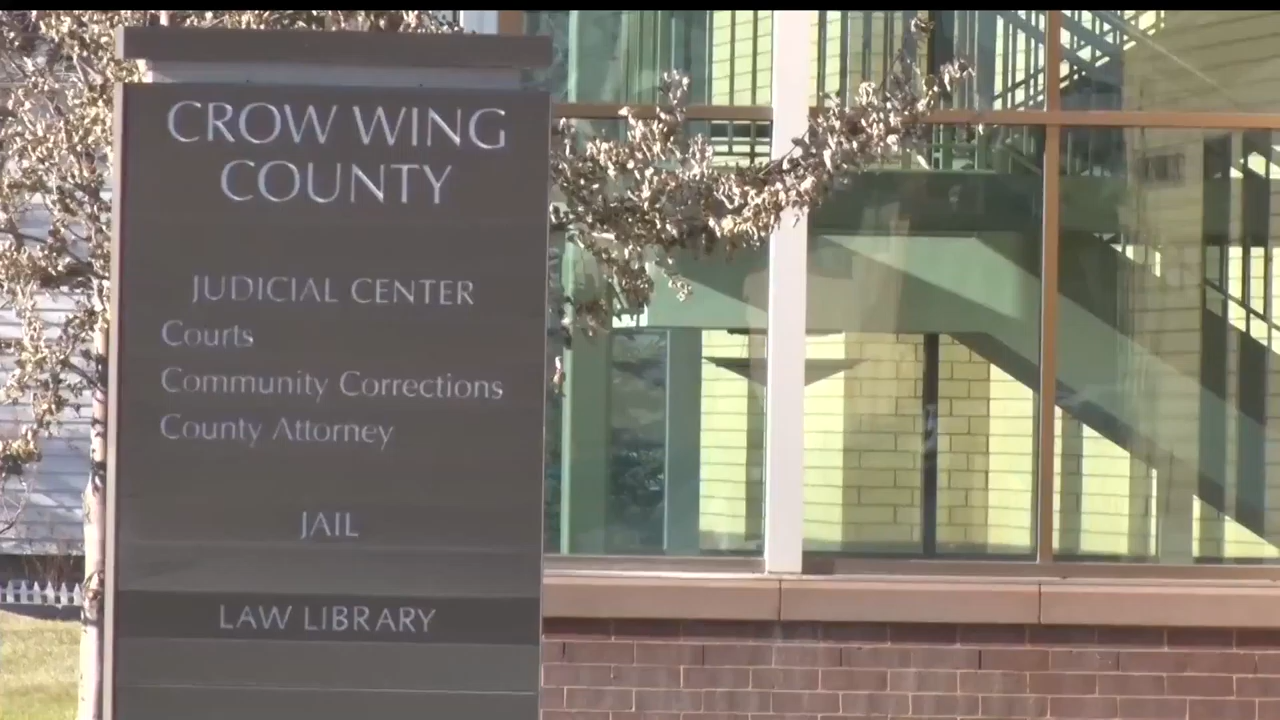 CROW WING
COUNTY
JUDICIAL CENTER
Courts
Community Corrections
County Attorney
JAIL
LAW LIBRARY